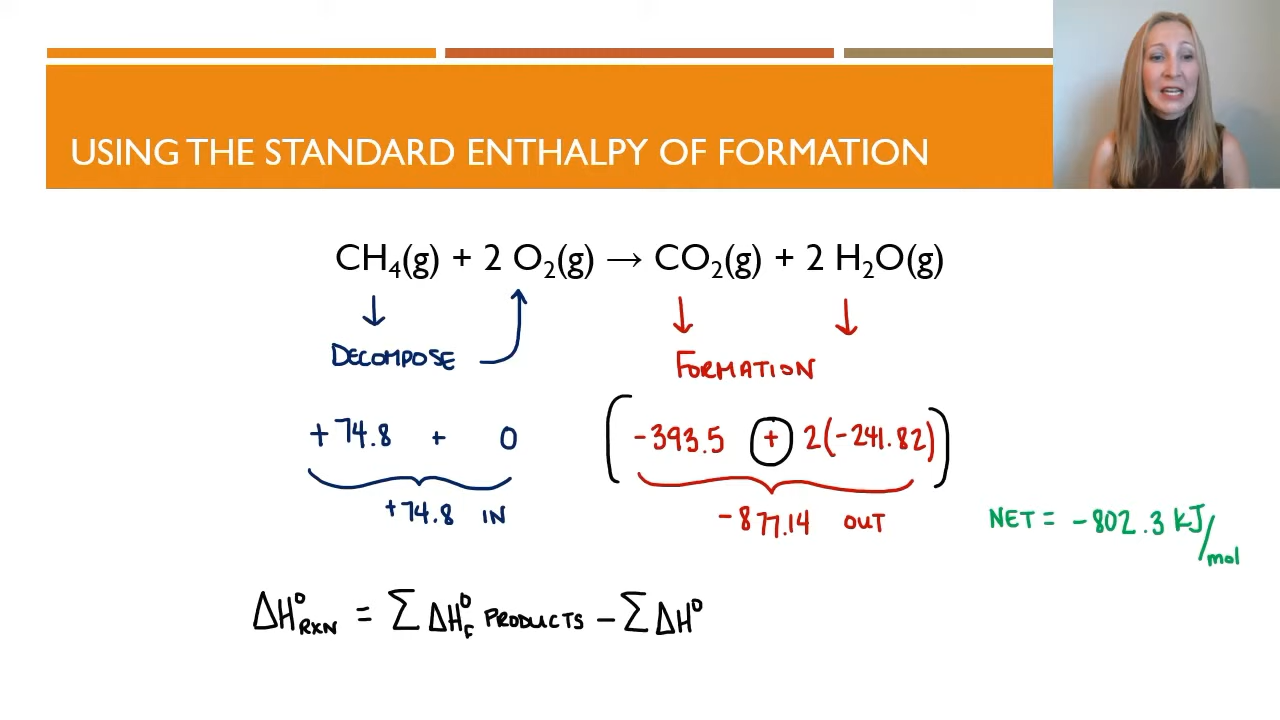 USING THE STANDARD ENTHALPY OF FORMATION
CH₄(g) + 2 O₂(g) → CO₂(g) + 2 H₂O(g)
DECOMPOSE
FORMATION
+74.8 + 0
(-393.5 + 2(-241.82))
+74.8 IN
-877.14 OUT
NET = -802.3 kJ/mol
ΔH°RXN = Σ ΔH°F PRODUCTS - Σ ΔH°